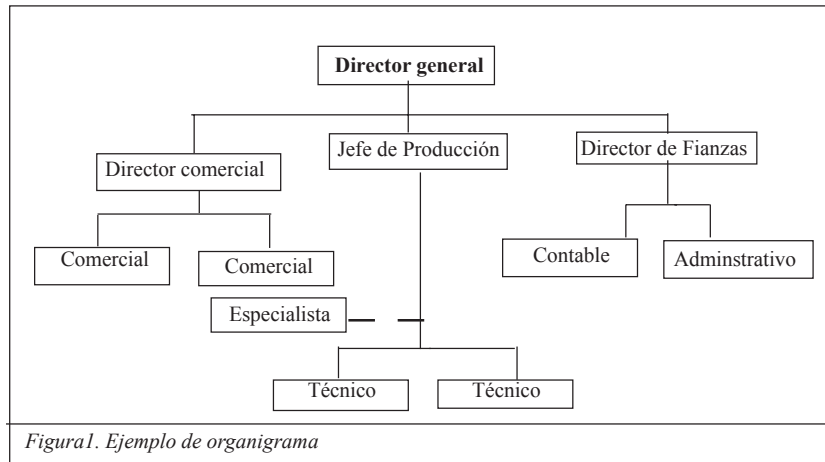 Director general
Director comercial
Jefe de Producción
Director de Fianzas
Comercial
Comercial
Contable
Adminstrativo
Especialista
Técnico
Técnico
Figura1. Ejemplo de organigrama